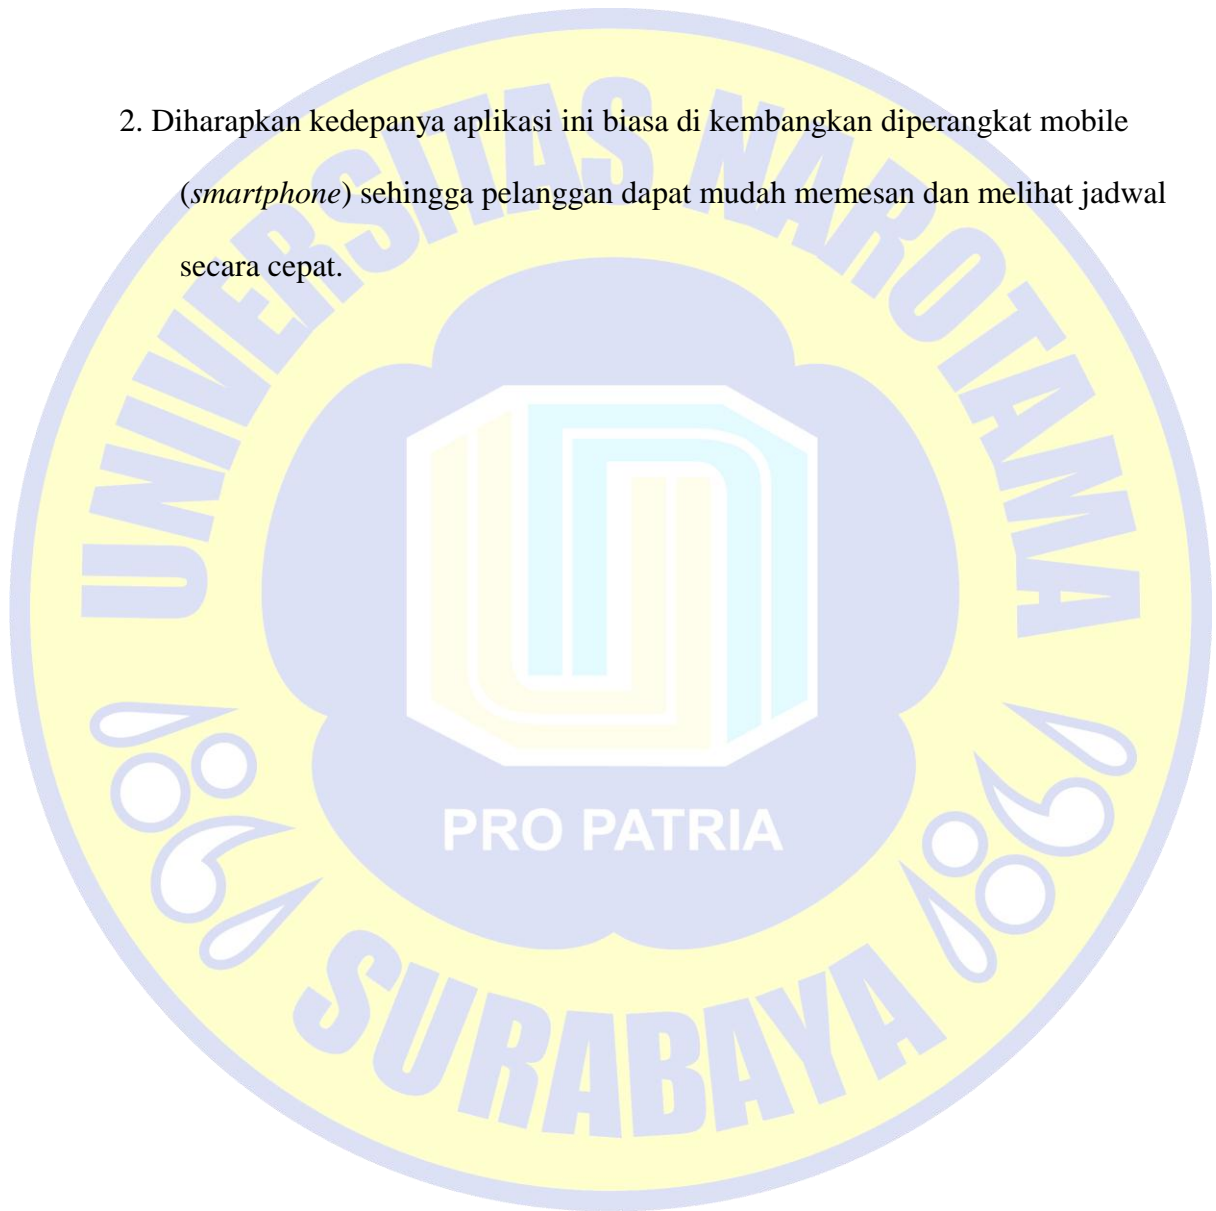 2. Diharapkan kedepanya aplikasi ini biasa di kembangkan diperangkat mobile
(smartphone) sehingga pelanggan dapat mudah memesan dan melihat jadwal
secara cepat.
UNIVERSITAS NAROTAMA
PRO PATRIA
SURABAYA